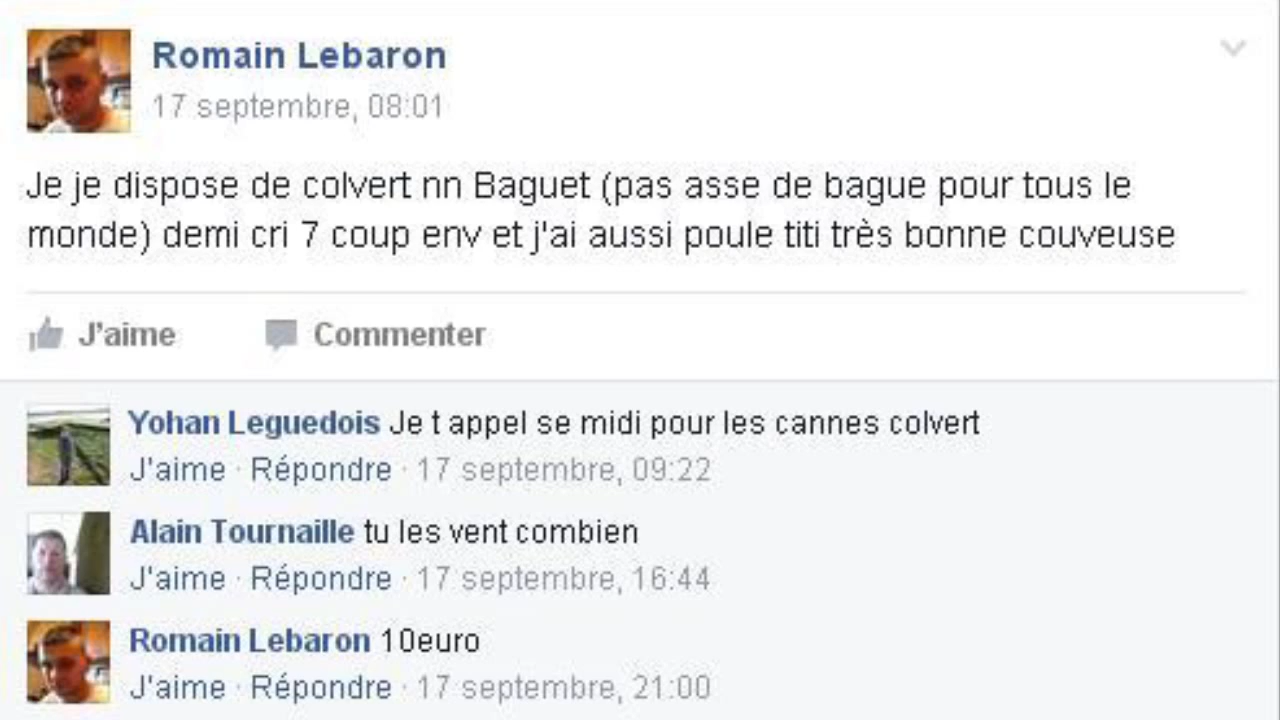 Romain Lebaron
17 septembre, 08:01
Je je dispose de colvert nn Baguet (pas asse de bague pour tous le
monde) demi cri 7 coup env et j'ai aussi poule titi très bonne couveuse
J'aime Commenter
Yohan Leguedois Je t appel se midi pour les cannes colvert
J'aime · Répondre · 17 septembre, 09:22
Alain Tournaille tu les vent combien
J'aime · Répondre · 17 septembre, 16:44
Romain Lebaron 10euro
J'aime · Répondre · 17 septembre, 21:00